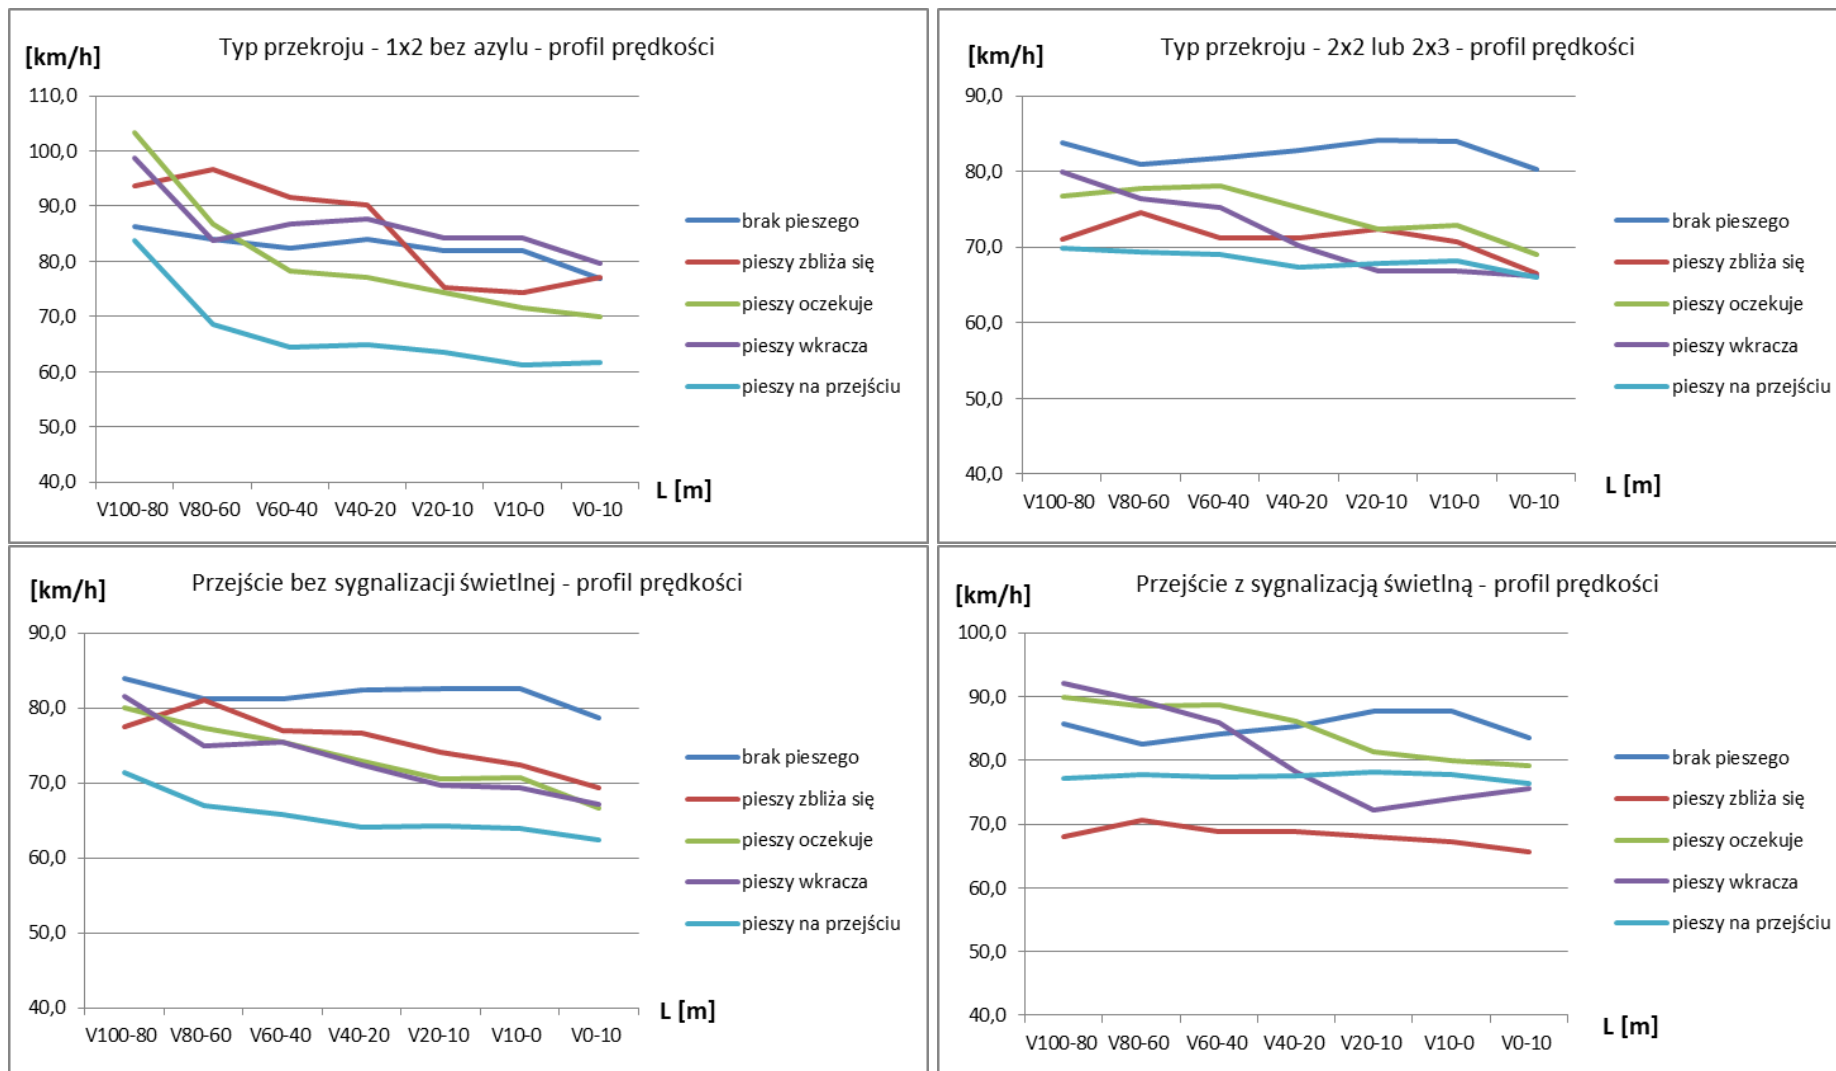 Typ przekroju - 1x2 bez azylu - profil prędkości
[km/h]
110,0
100,0
90,0
80,0
70,0
60,0
50,0
40,0
brak pieszego
pieszy zbliża się
pieszy oczekuje
pieszy wkracza
pieszy na przejściu
L [m]
V100-80 V80-60 V60-40 V40-20 V20-10 V10-0 V0-10
Typ przekroju - 2x2 lub 2x3 - profil prędkości
[km/h]
90,0
80,0
70,0
60,0
50,0
40,0
brak pieszego
pieszy zbliża się
pieszy oczekuje
pieszy wkracza
pieszy na przejściu
L [m]
V100-80 V80-60 V60-40 V40-20 V20-10 V10-0 V0-10
Przejście bez sygnalizacji świetlnej - profil prędkości
[km/h]
90,0
80,0
70,0
60,0
50,0
40,0
brak pieszego
pieszy zbliża się
pieszy oczekuje
pieszy wkracza
pieszy na przejściu
L [m]
V100-80 V80-60 V60-40 V40-20 V20-10 V10-0 V0-10
Przejście z sygnalizacją świetlną - profil prędkości
[km/h]
100,0
90,0
80,0
70,0
60,0
50,0
40,0
brak pieszego
pieszy zbliża się
pieszy oczekuje
pieszy wkracza
pieszy na przejściu
L [m]
V100-80 V80-60 V60-40 V40-20 V20-10 V10-0 V0-10